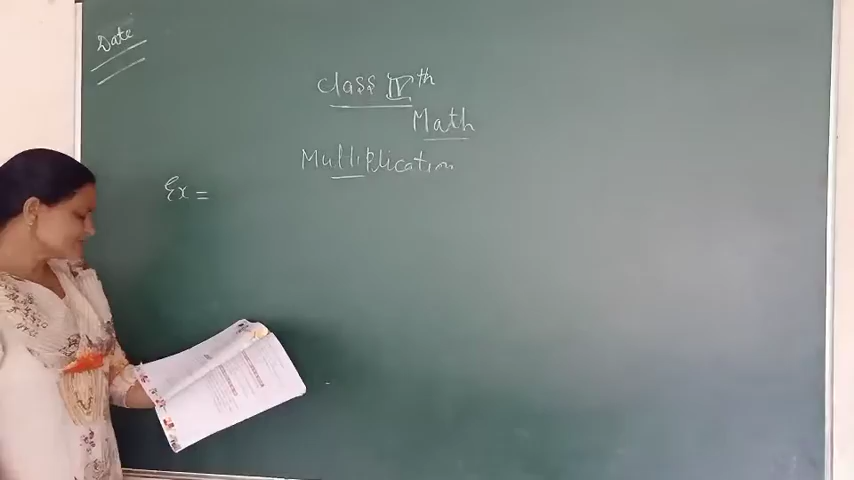 Date
Class IVth
Math
Multiplication
Ex =